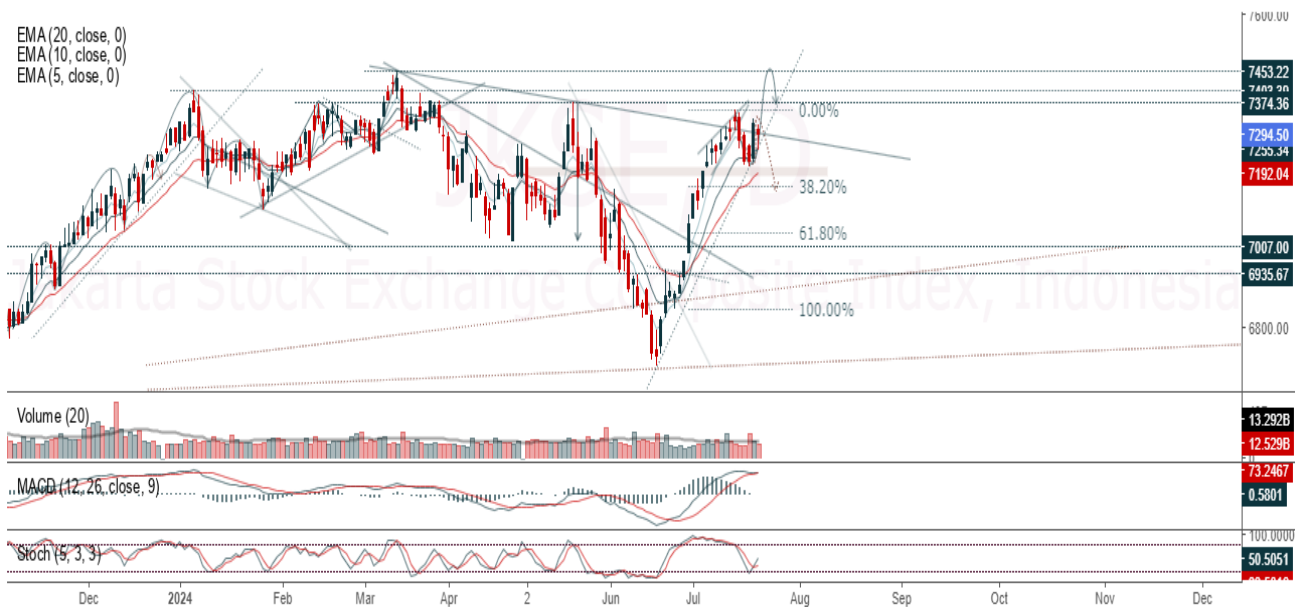 7600.00
EMA (20, close, 0)
EMA (10, close, 0)
EMA (5, close, 0)
7453.22
7374.36
0.00%
7294.50
7255.34
7192.04
38.20%
61.80%
7007.00
6935.67
Jakarta Stock Exchange Composite Index, Indonesia
100.00%
6800.00
Volume (20)
13.292B
12.529B
MACD (12, 26, close, 9)
73.2467
0.5801
Stoch (5, 3, 3)
100.0000
50.5051
Dec 2024 Feb Mar Apr 2 Jun Jul Aug Sep Oct Nov Dec